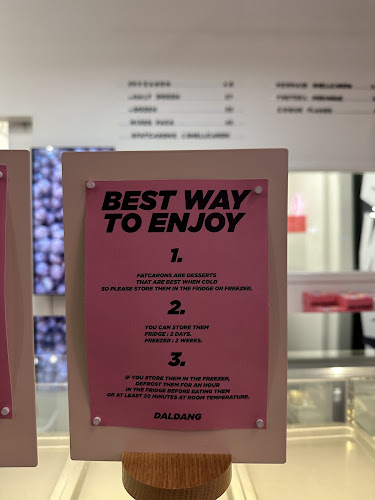 BEST WAY
TO ENJOY
1.
FATCARONS ARE DESSERTS
THAT ARE BEST WHEN COLD
SO PLEASE STORE THEM IN THE FRIDGE OR FREEZER.
2.
YOU CAN STORE THEM
FRIDGE : 2 DAYS.
FREEZER : 2 WEEKS.
3.
IF YOU STORE THEM IN THE FREEZER,
DEFROST THEM FOR AN HOUR
IN THE FRIDGE BEFORE EATING THEM
OR AT LEAST 20 MINUTES AT ROOM TEMPERATURE.
DALDANG